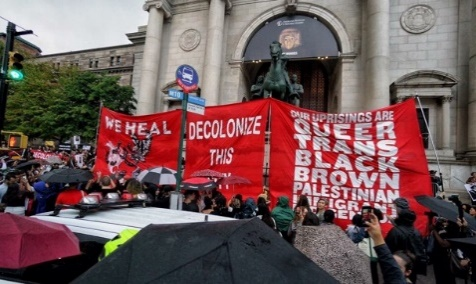 WE HEAL
DECOLONIZE
THIS
OUR UPRISINGS ARE
QUEER
TRANS
BLACK
BROWN
PALESTINIAN